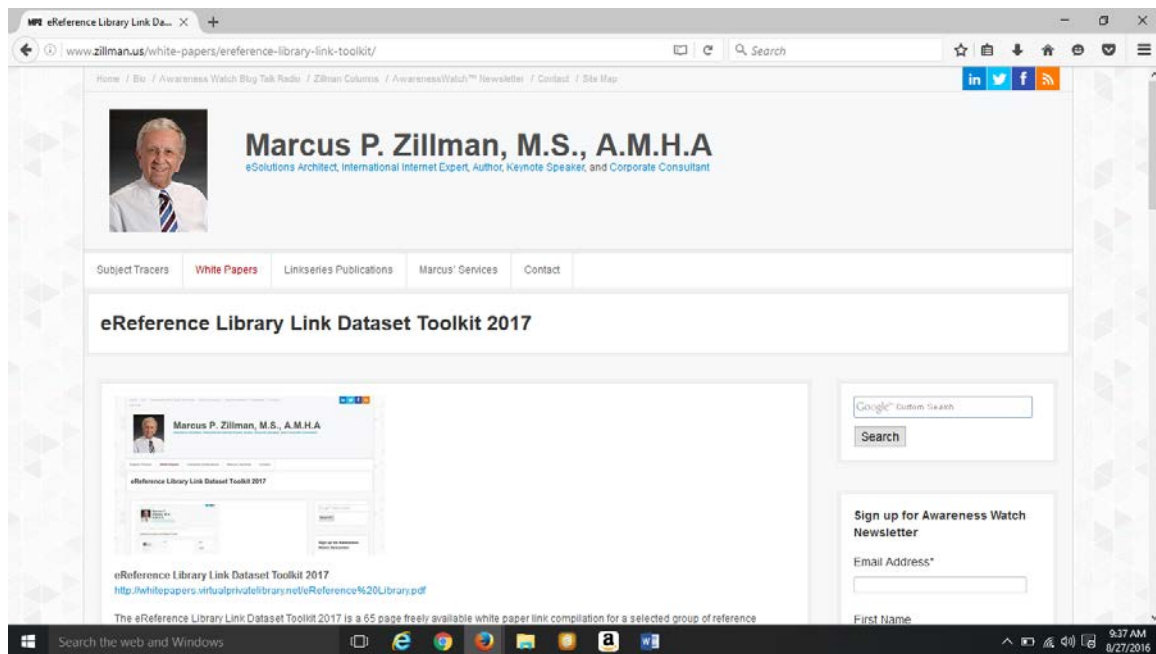 eReference Library Link Da...
www.zillman.us/white-papers/ereference-library-link-toolkit/
Search
Home / Bio / Awareness Watch Blog Talk Radio / Zillman Columns / AwarenessWatch™ Newsletter / Contact / Site Map
in
f
Marcus P. Zillman, M.S., A.M.H.A
eSolutions Architect, International Internet Expert, Author, Keynote Speaker, and Corporate Consultant
Subject Tracers
White Papers
Linkseries Publications
Marcus' Services
Contact
eReference Library Link Dataset Toolkit 2017
Marcus P. Zillman, M.S., A.M.H.A
eReference Library Link Dataset Toolkit 2017
eReference Library Link Dataset Toolkit 2017
http://whitepapers.virtualprivatelibrary.net/eReference%20Library.pdf
The eReference Library Link Dataset Toolkit 2017 is a 65 page freely available white paper link compilation for a selected group of reference
Google™ Custom Search
Search
Sign up for Awareness Watch
Newsletter
Email Address*
First Name
Search the web and Windows
9:37 AM
8/27/2016